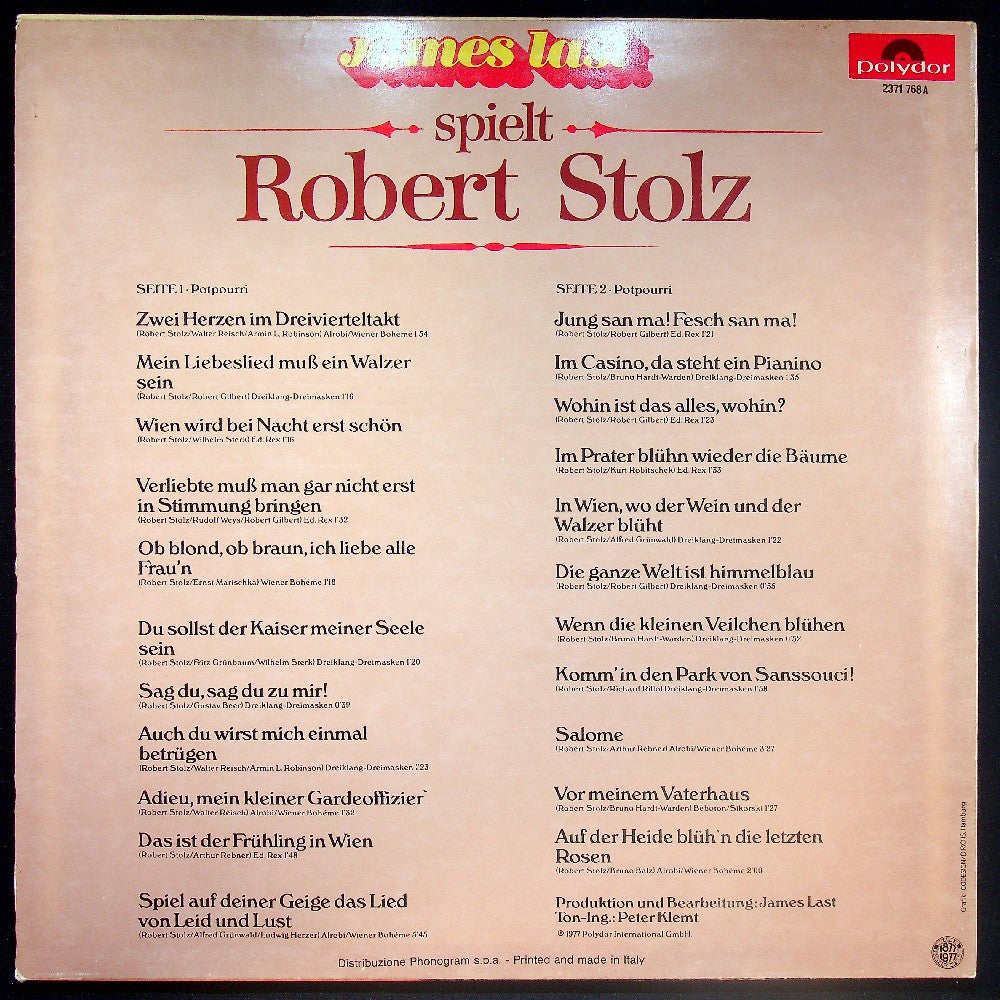 James last
polydor
2371 768 A
spielt
Robert Stolz
SEITE 1 · Potpourri
Zwei Herzen im Dreivierteltakt
(Robert Stolz/Walter Reisch/Armin L. Robinson) Alrobi/Wiener Bohème 1'54
Mein Liebeslied muß ein Walzer
sein
(Robert Stolz/Robert Gilbert) Dreiklang-Dreimasken 1'16
Wien wird bei Nacht erst schön
(Robert Stolz/Wilhelm Sterk) Ed. Rex 1'16
Verliebte muß man gar nicht erst
in Stimmung bringen
(Robert Stolz/Rudolf Weys/Robert Gilbert) Ed. Rex 1'32
Ob blond, ob braun, ich liebe alle
Frau'n
(Robert Stolz/Ernst Marischka) Wiener Bohème 1'18
Du sollst der Kaiser meiner Seele
sein
(Robert Stolz/Fritz Grünbaum/Wilhelm Sterk) Dreiklang-Dreimasken 1'20
Sag du, sag du zu mir!
(Robert Stolz/Gustav Beer) Dreiklang-Dreimasken 0'59
Auch du wirst mich einmal
betrügen
(Robert Stolz/Walter Reisch/Armin L. Robinson) Dreiklang-Dreimasken 1'23
Adieu, mein kleiner Gardeoffizier`
(Robert Stolz/Walter Reisch) Alrobi/Wiener Bohème 1'52
Das ist der Frühling in Wien
(Robert Stolz/Arthur Rebner) Ed. Rex 1'48
Spiel auf deiner Geige das Lied
von Leid und Lust
(Robert Stolz/Alfred Grünwald/Ludwig Herzer) Alrobi/Wiener Bohème 5'45
SEITE 2 · Potpourri
Jung san ma! Fesch san ma!
(Robert Stolz/Robert Gilbert) Ed. Rex 1'21
Im Casino, da steht ein Pianino
(Robert Stolz/Bruno Hardt-Warden) Dreiklang-Dreimasken 1'35
Wohin ist das alles, wohin?
(Robert Stolz/Robert Gilbert) Ed. Rex 1'23
Im Prater blühn wieder die Bäume
(Robert Stolz/Kurt Robitschek) Ed. Rex 1'33
In Wien, wo der Wein und der
Walzer blüht
(Robert Stolz/Alfred Grünwald) Dreiklang-Dreimasken 1'22
Die ganze Welt ist himmelblau
(Robert Stolz/Robert Gilbert) Dreiklang-Dreimasken 0'55
Wenn die kleinen Veilchen blühen
(Robert Stolz/Bruno Hardt-Warden) Dreiklang-Dreimasken 0'52
Komm' in den Park von Sanssouci!
(Robert Stolz/Richard Rillo) Dreiklang-Dreimasken 1'58
Salome
(Robert Stolz/Arthur Rebner) Alrobi/Wiener Bohème 3'27
Vor meinem Vaterhaus
(Robert Stolz/Bruno Hardt-Warden) Beboton/Sikorski 1'27
Auf der Heide blüh'n die letzten
Rosen
(Robert Stolz/Bruno Balz) Alrobi/Wiener Bohème 2'00
Produktion und Bearbeitung: James Last
Ton-Ing.: Peter Klemt
℗ 1977 Polydor International GmbH.
Distribuzione Phonogram s.p.a. - Printed and made in Italy
1877
1977
Hamburg